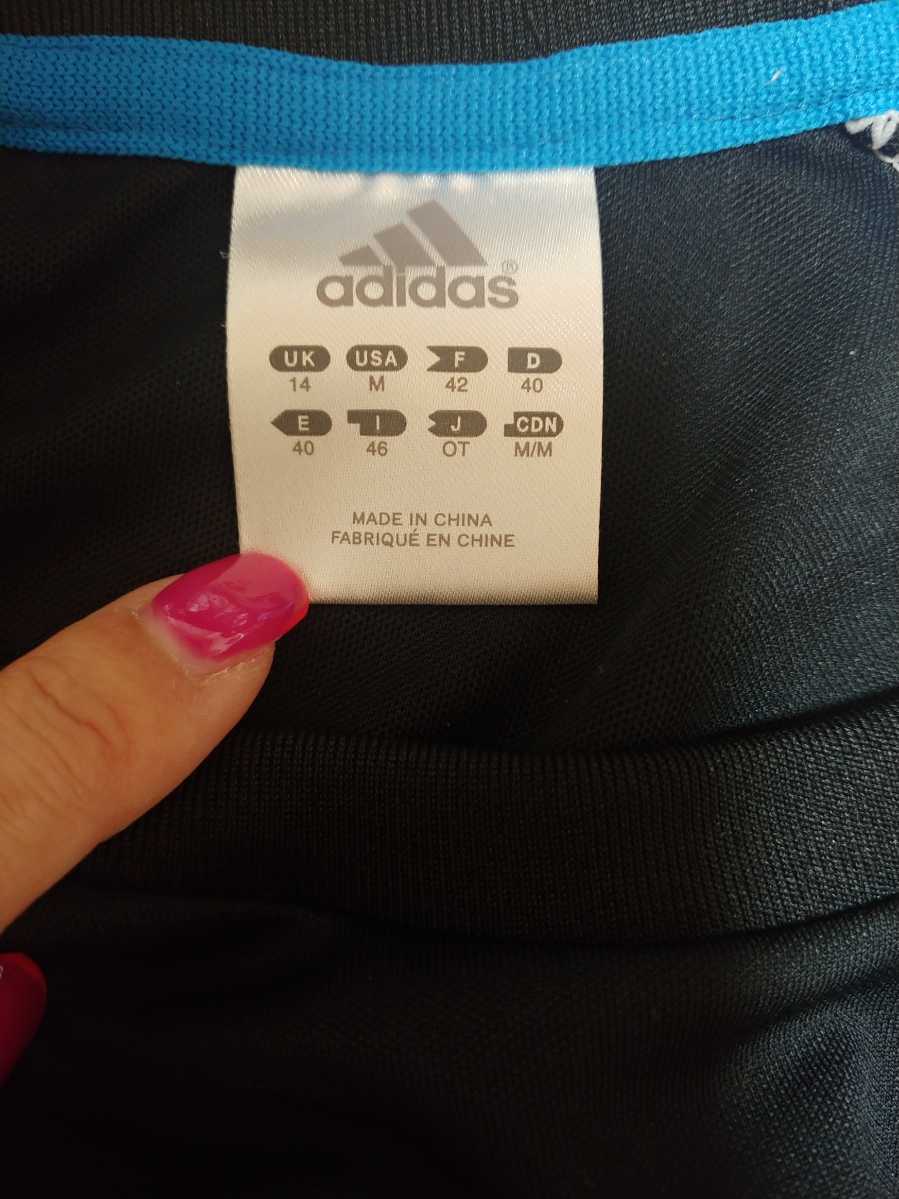 adidas®
UK USA F D
14 M 42 40
E I J CDN
40 46 OT M/M
MADE IN CHINA
FABRIQUÉ EN CHINE